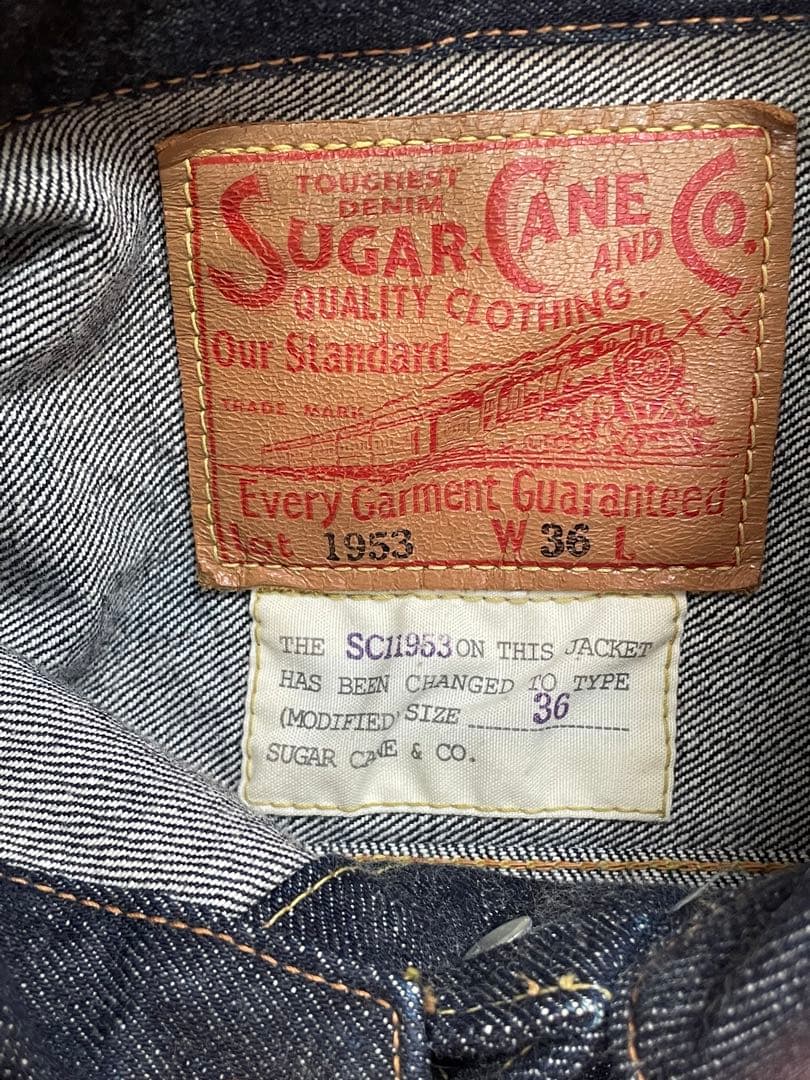 TOUGHEST
DENIM
SUGAR CANE AND CO.
QUALITY CLOTHING.
XX
Our Standard
TRADE MARK
Every Garment Guaranteed
Lot 1953 W 36 L
THE SC11953 ON THIS JACKET
HAS BEEN CHANGED TO TYPE
(MODIFIED) SIZE 36
SUGAR CANE & CO.